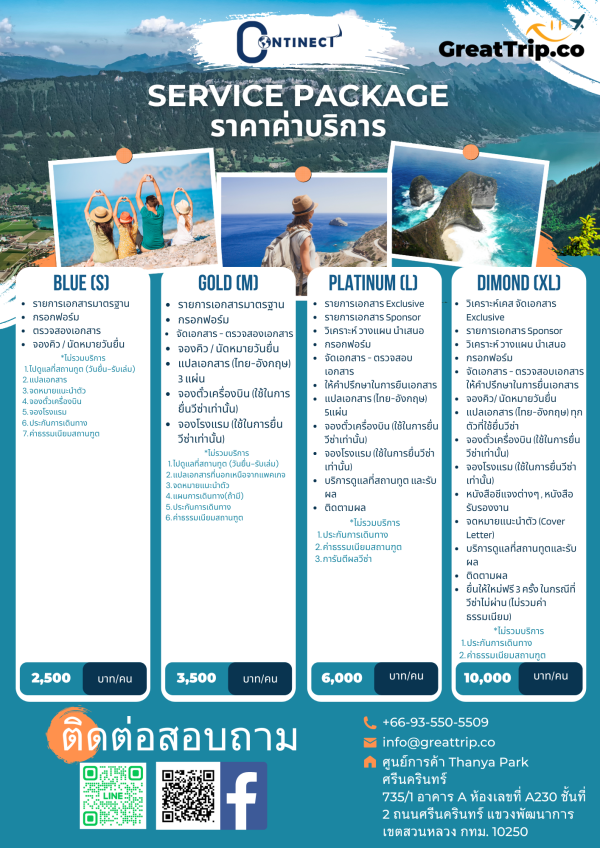 CONTINECT
GreatTrip.co
SERVICE PACKAGE
ราคาค่าบริการ
BLUE (S)
• รายการเอกสารมาตรฐาน
• กรอกฟอร์ม
• ตรวจสองเอกสาร
• จองคิว / นัดหมายวันยื่น
*ไม่รวมบริการ
1.ไปดูแลที่สถานทูต (วันยื่น-รับเล่ม)
2.แปลเอกสาร
3.จดหมายแนะนำตัว
4.จองตั๋วเครื่องบิน
5.จองโรงแรม
6.ประกันการเดินทาง
7.ค่าธรรมเนียมสถานทูต
2,500
บาท/คน
GOLD (M)
• รายการเอกสารมาตรฐาน
• กรอกฟอร์ม
• จัดเอกสาร - ตรวจสองเอกสาร
• จองคิว / นัดหมายวันยื่น
• แปลเอกสาร (ไทย-อังกฤษ)
3 แผ่น
• จองตั๋วเครื่องบิน (ใช้ในการ
ยื่นวีซ่าเท่านั้น)
• จองโรงแรม (ใช้ในการยื่น
วีซ่าเท่านั้น)
*ไม่รวมบริการ
1.ไปดูแลที่สถานทูต (วันยื่น-รับเล่ม)
2.แปลเอกสารที่นอกเหนือจากแพคเกจ
3.จดหมายแนะนำตัว
4.แผนการเดินทาง(ถ้ามี)
5.ประกันการเดินทาง
6.ค่าธรรมเนียมสถานทูต
3,500
บาท/คน
PLATINUM (L)
• รายการเอกสาร Exclusive
• รายการเอกสาร Sponsor
• วิเคราะห์ วางแผน นำเสนอ
• กรอกฟอร์ม
• จัดเอกสาร - ตรวจสอบ
เอกสาร
• ให้คำปรึกษาในการยื่นเอกสาร
• แปลเอกสาร (ไทย-อังกฤษ)
5แผ่น
• จองตั๋วเครื่องบิน (ใช้ในการยื่น
วีซ่าเท่านั้น)
• จองโรงแรม (ใช้ในการยื่นวีซ่า
เท่านั้น)
• บริการดูแลที่สถานทูต และรับ
ผล
• ติดตามผล
*ไม่รวมบริการ
1.ประกันการเดินทาง
2.ค่าธรรมเนียมสถานทูต
3.การันตีผลวีซ่า
6,000
บาท/คน
DIMOND (XL)
• วิเคราะห์เคส จัดเอกสาร
Exclusive
• รายการเอกสาร Sponsor
• วิเคราะห์ วางแผน นำเสนอ
• กรอกฟอร์ม
• จัดเอกสาร - ตรวจสอบเอกสาร
ให้คำปรึกษาในการยื่นเอกสาร
• จองคิว/ นัดหมายวันยื่น
• แปลเอกสาร (ไทย-อังกฤษ) ทุก
ตัวที่ใช้ยื่นวีซ่า
• จองตั๋วเครื่องบิน (ใช้ในการยื่น
วีซ่าเท่านั้น)
• จองโรงแรม (ใช้ในการยื่นวีซ่า
เท่านั้น)
• หนังสือชี้แจงต่างๆ , หนังสือ
รับรองงาน
• จดหมายแนะนำตัว (Cover
Letter)
• บริการดูแลที่สถานทูตและรับ
ผล
• ติดตามผล
• ยื่นให้ใหม่ฟรี 3 ครั้ง ในกรณีที่
วีซ่าไม่ผ่าน (ไม่รวมค่า
ธรรมเนียม)
*ไม่รวมบริการ
1.ประกันการเดินทาง
2.ค่าธรรมเนียมสถานทูต
10,000
บาท/คน
ติดต่อสอบถาม
LINE
+66-93-550-5509
info@greattrip.co
ศูนย์การค้า Thanya Park
ศรีนครินทร์
735/1 อาคาร A ห้องเลขที่ A230 ชั้นที่
2 ถนนศรีนครินทร์ แขวงพัฒนาการ
เขตสวนหลวง กทม. 10250